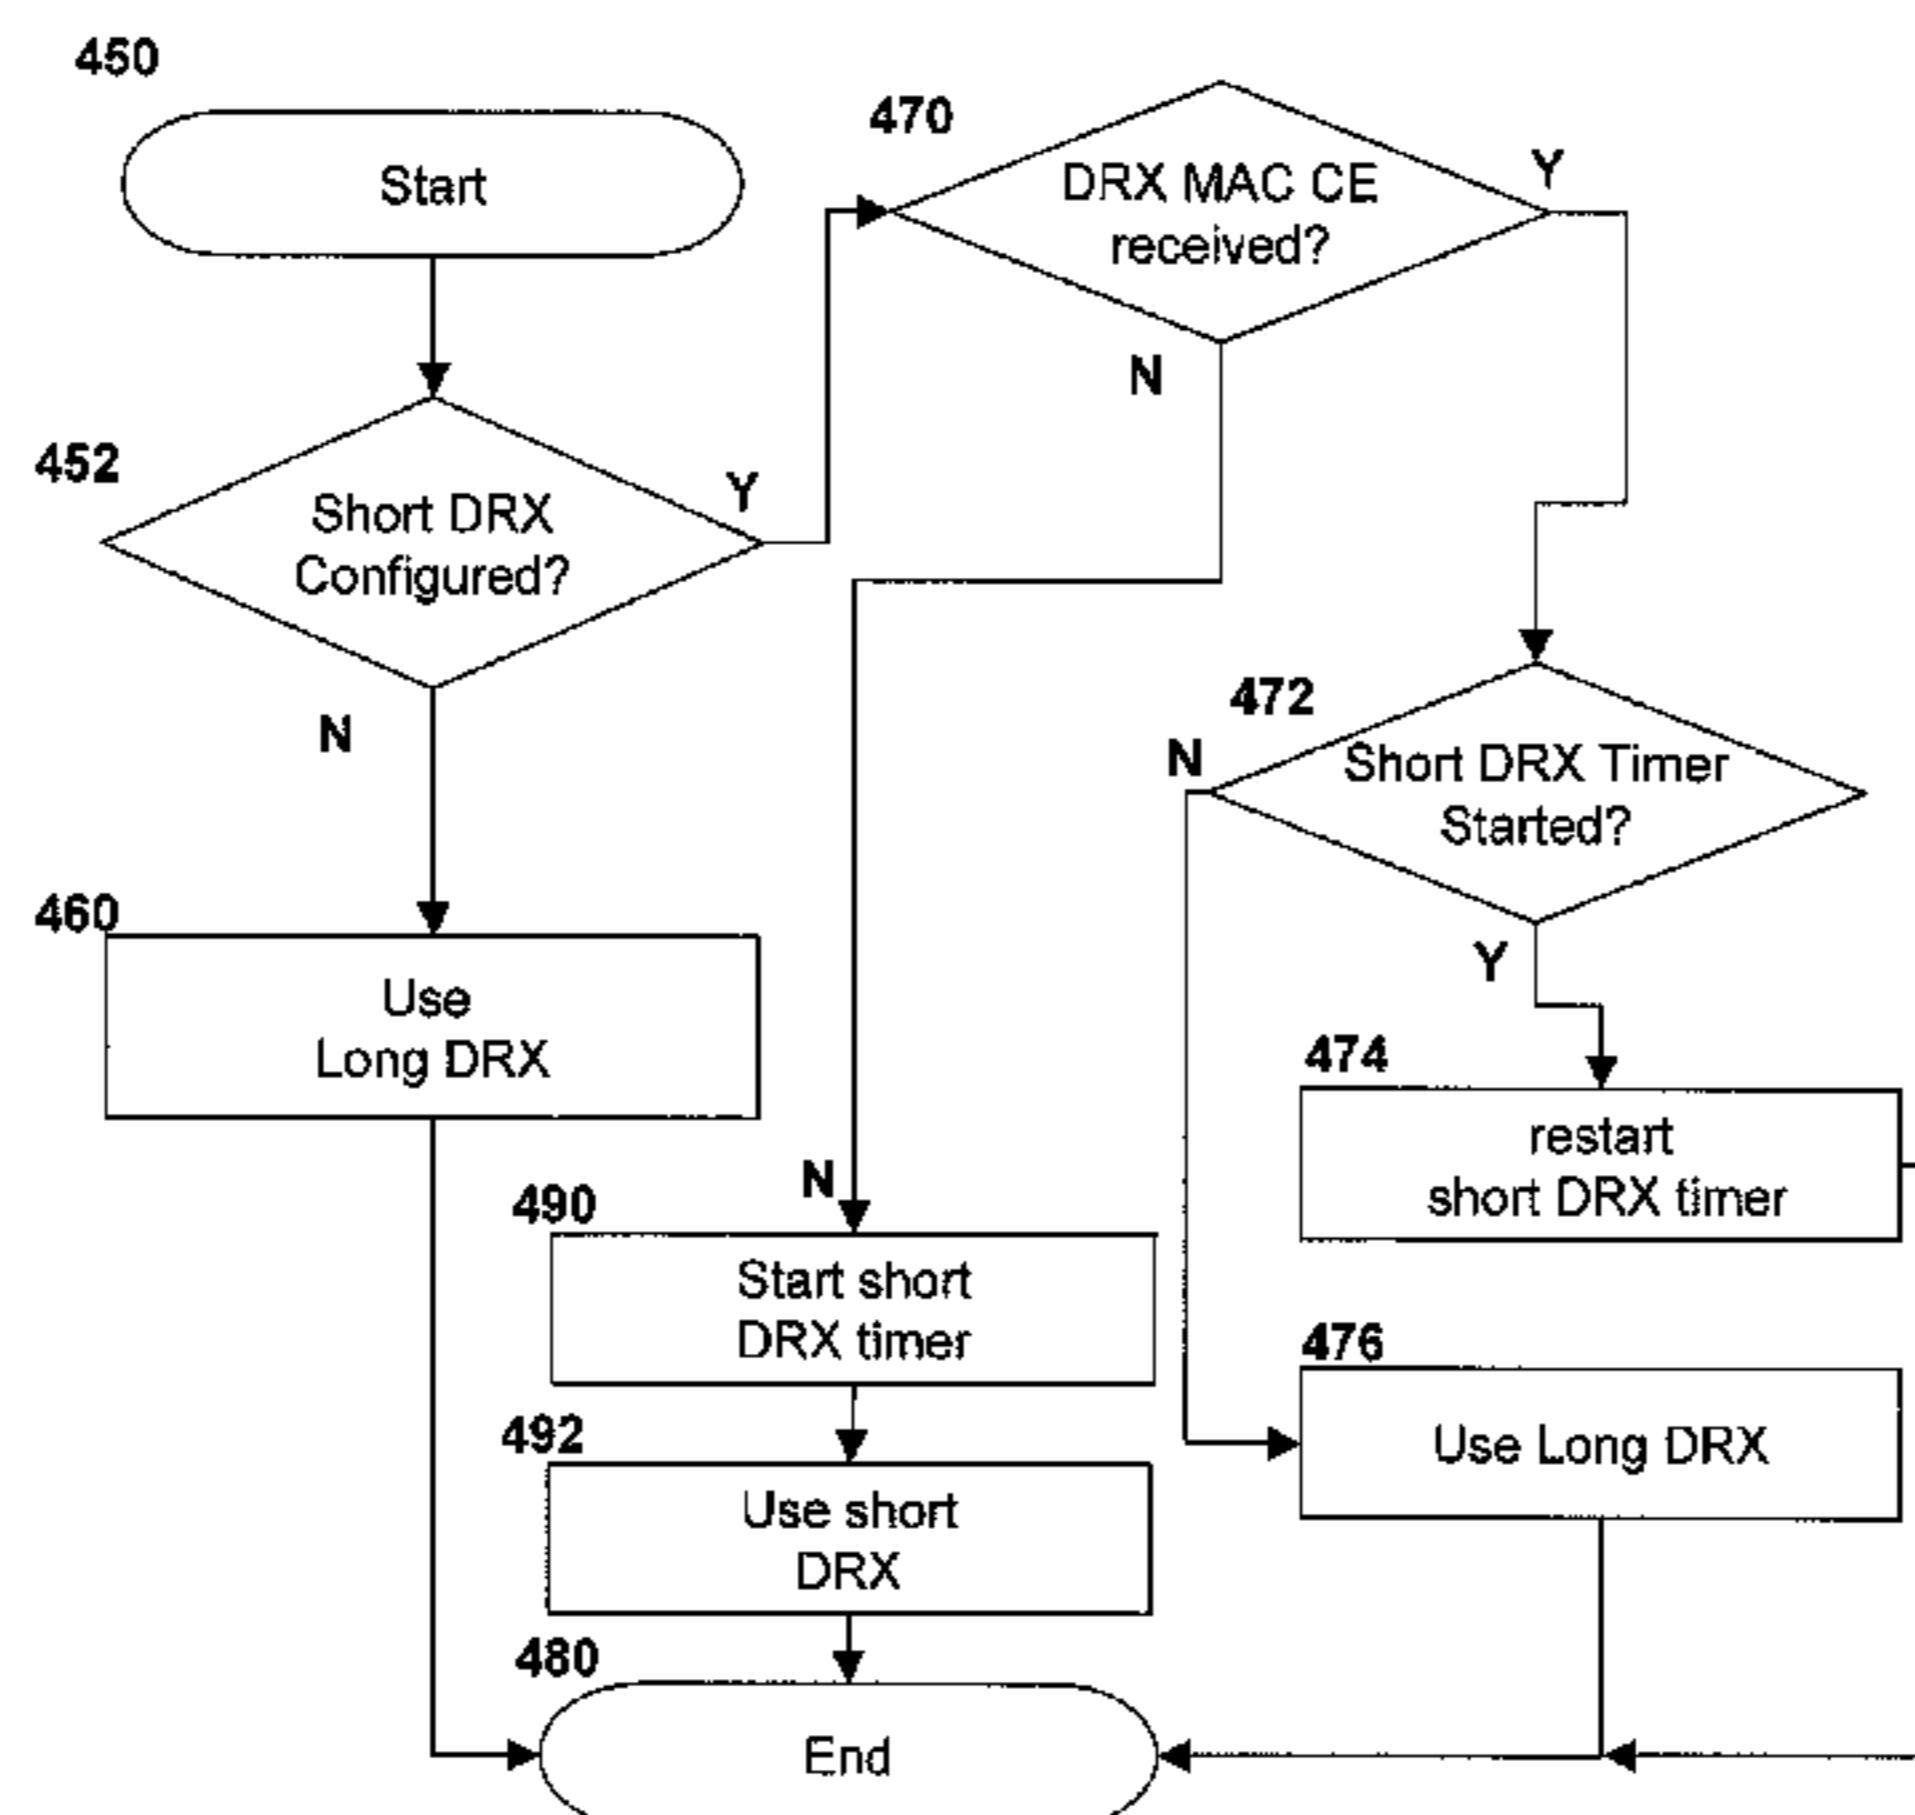 450
Start
452
Short DRX
Configured?
Y
N
460
Use
Long DRX
470
DRX MAC CE
received?
Y
N
472
Short DRX Timer
Started?
N
Y
474
restart
short DRX timer
476
Use Long DRX
N
490
Start short
DRX timer
492
Use short
DRX
480
End